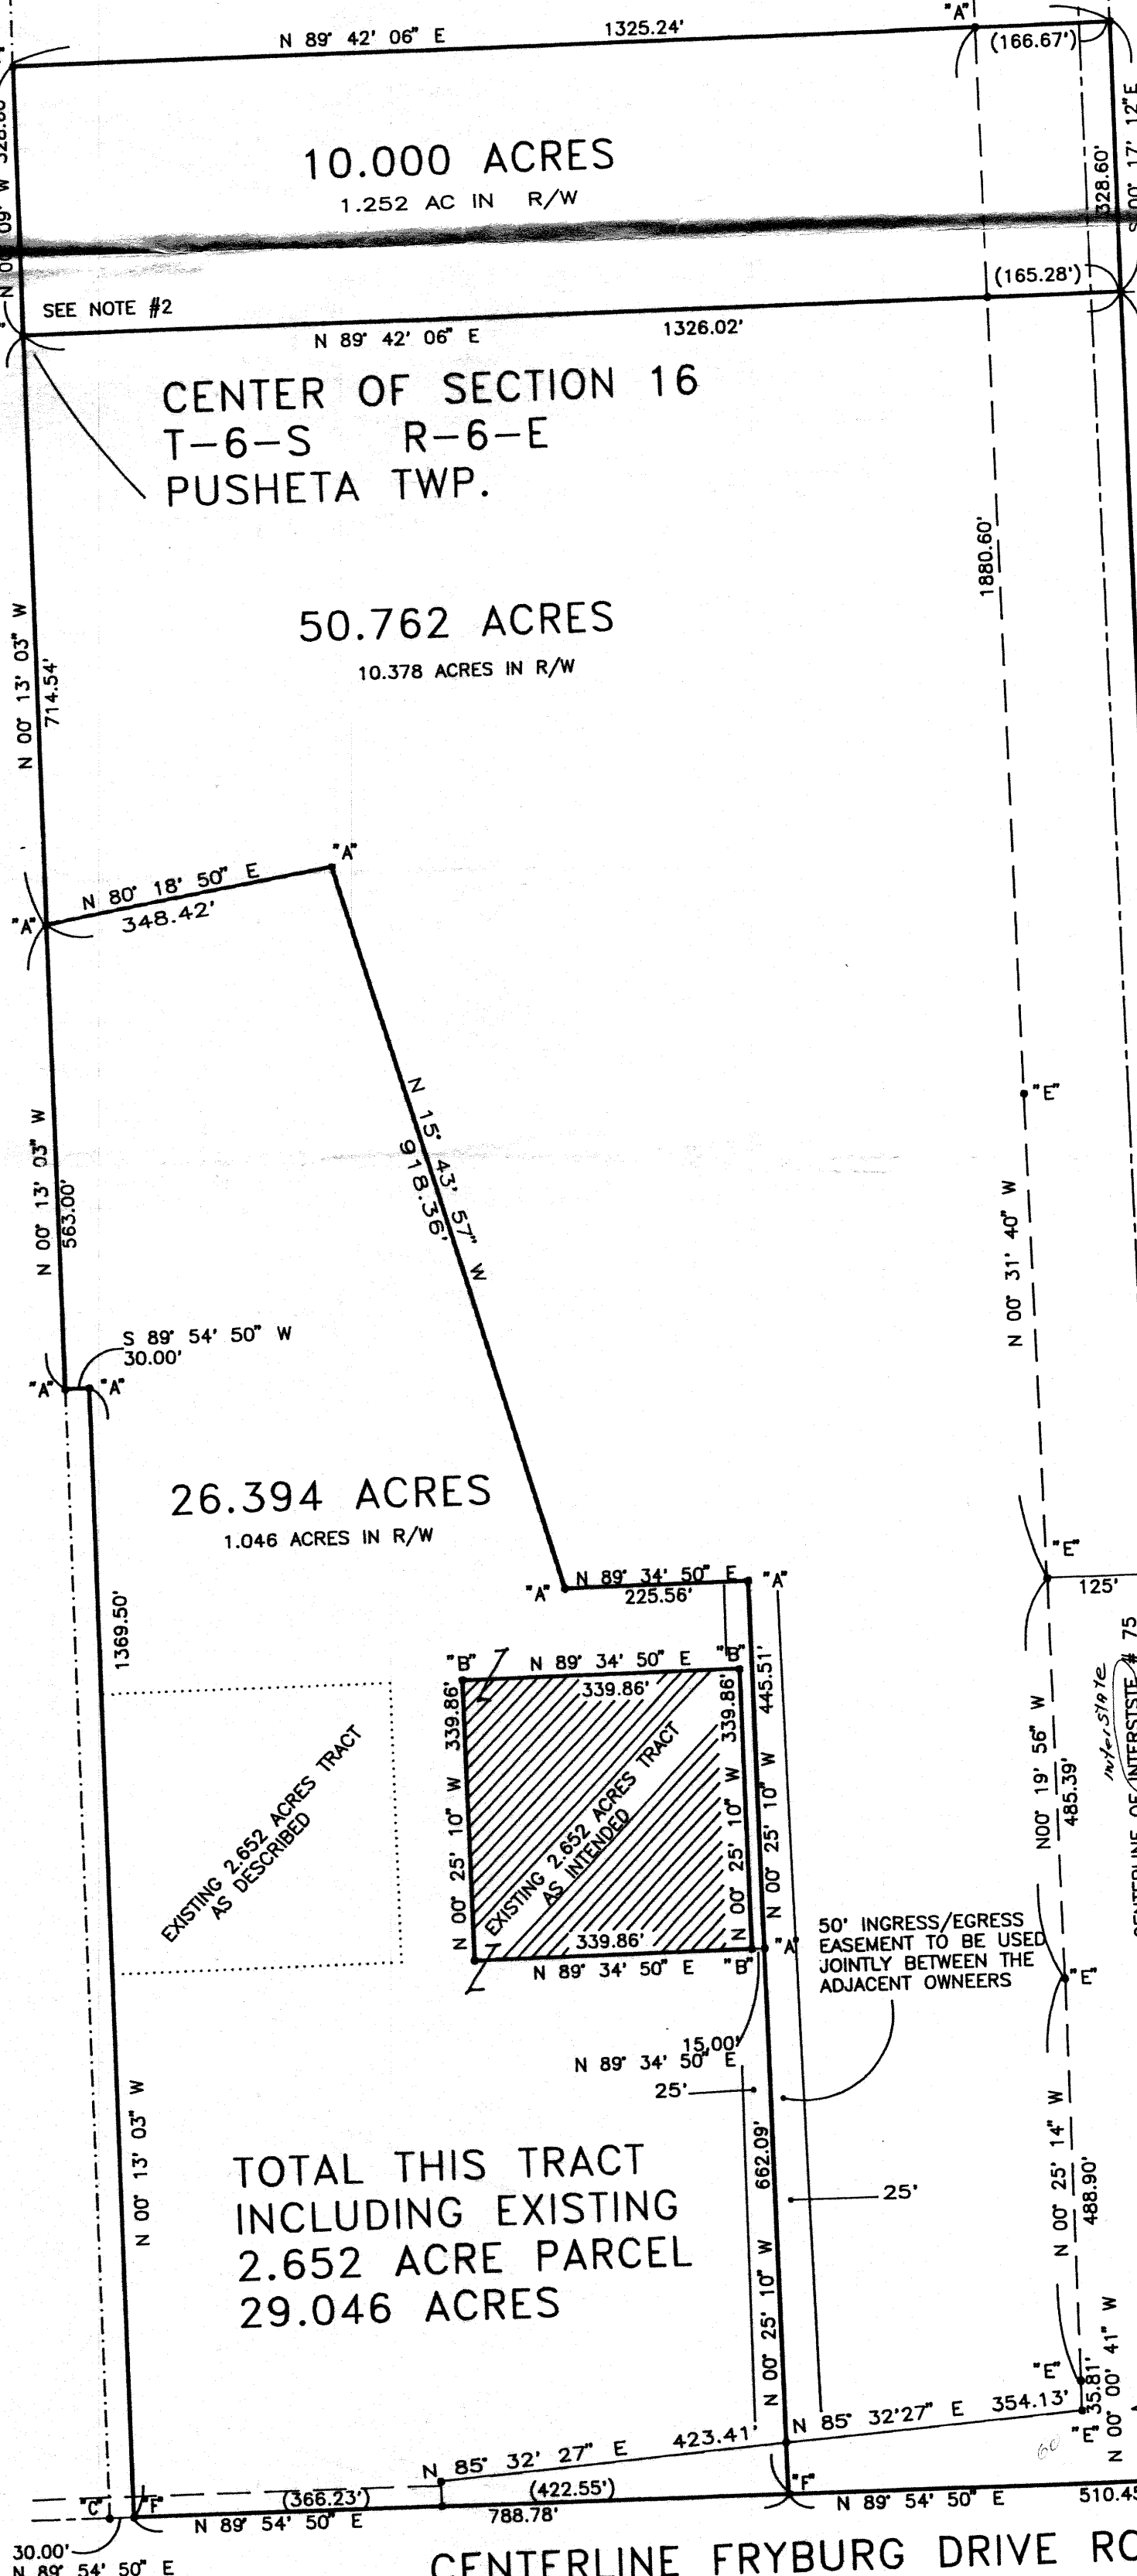 "A"
N 89° 42' 06" E 1325.24'
(166.67')
10.000 ACRES
1.252 AC IN R/W
328.60'
(165.28')
SEE NOTE #2
N 89° 42' 06" E 1326.02'
CENTER OF SECTION 16
T-6-S R-6-E
PUSHETA TWP.
1880.60'
50.762 ACRES
10.378 ACRES IN R/W
N 00° 13' 03" W
714.54'
"A"
N 80° 18' 50" E
348.42'
"A"
N 15° 43' 57" W
918.36'
"E"
N 00° 13' 03" W
563.00'
N 00° 31' 40" W
S 89° 54' 50" W
30.00'
"A"
"A"
26.394 ACRES
1.046 ACRES IN R/W
"E"
125'
"A"
N 89° 34' 50" E
225.56'
"A"
1369.50'
"B"
N 89° 34' 50" E
339.86'
"B"
339.86'
N 00° 25' 10" W
339.86'
N 00° 25' 10" W
445.51'
N 00° 25' 10" W
EXISTING 2.652 ACRES TRACT
AS DESCRIBED
EXISTING 2.652 ACRES TRACT
AS INTENDED
N00° 19' 56" W
485.39'
InterState
CENTERLINE OF INTERSTSTE # 75
339.86'
N 89° 34' 50" E
"B"
"A"
50' INGRESS/EGRESS
EASEMENT TO BE USED
JOINTLY BETWEEN THE
ADJACENT OWNEERS
"E"
15.00'
N 89° 34' 50" E
25'
25'
N 00° 13' 03" W
662.09'
N 00° 25' 10" W
N 00° 25' 14" W
488.90'
TOTAL THIS TRACT
INCLUDING EXISTING
2.652 ACRE PARCEL
29.046 ACRES
"E"
35.81'
N 00° 00' 41" W
"E"
N 85° 32'27" E 354.13'
60
N 85° 32' 27" E 423.41'
"C"
"F"
(366.23')
(422.55')
"F"
N 89° 54' 50" E 788.78'
N 89° 54' 50" E
30.00'
N 89° 54' 50" E
CENTERLINE FRYBURG DRIVE